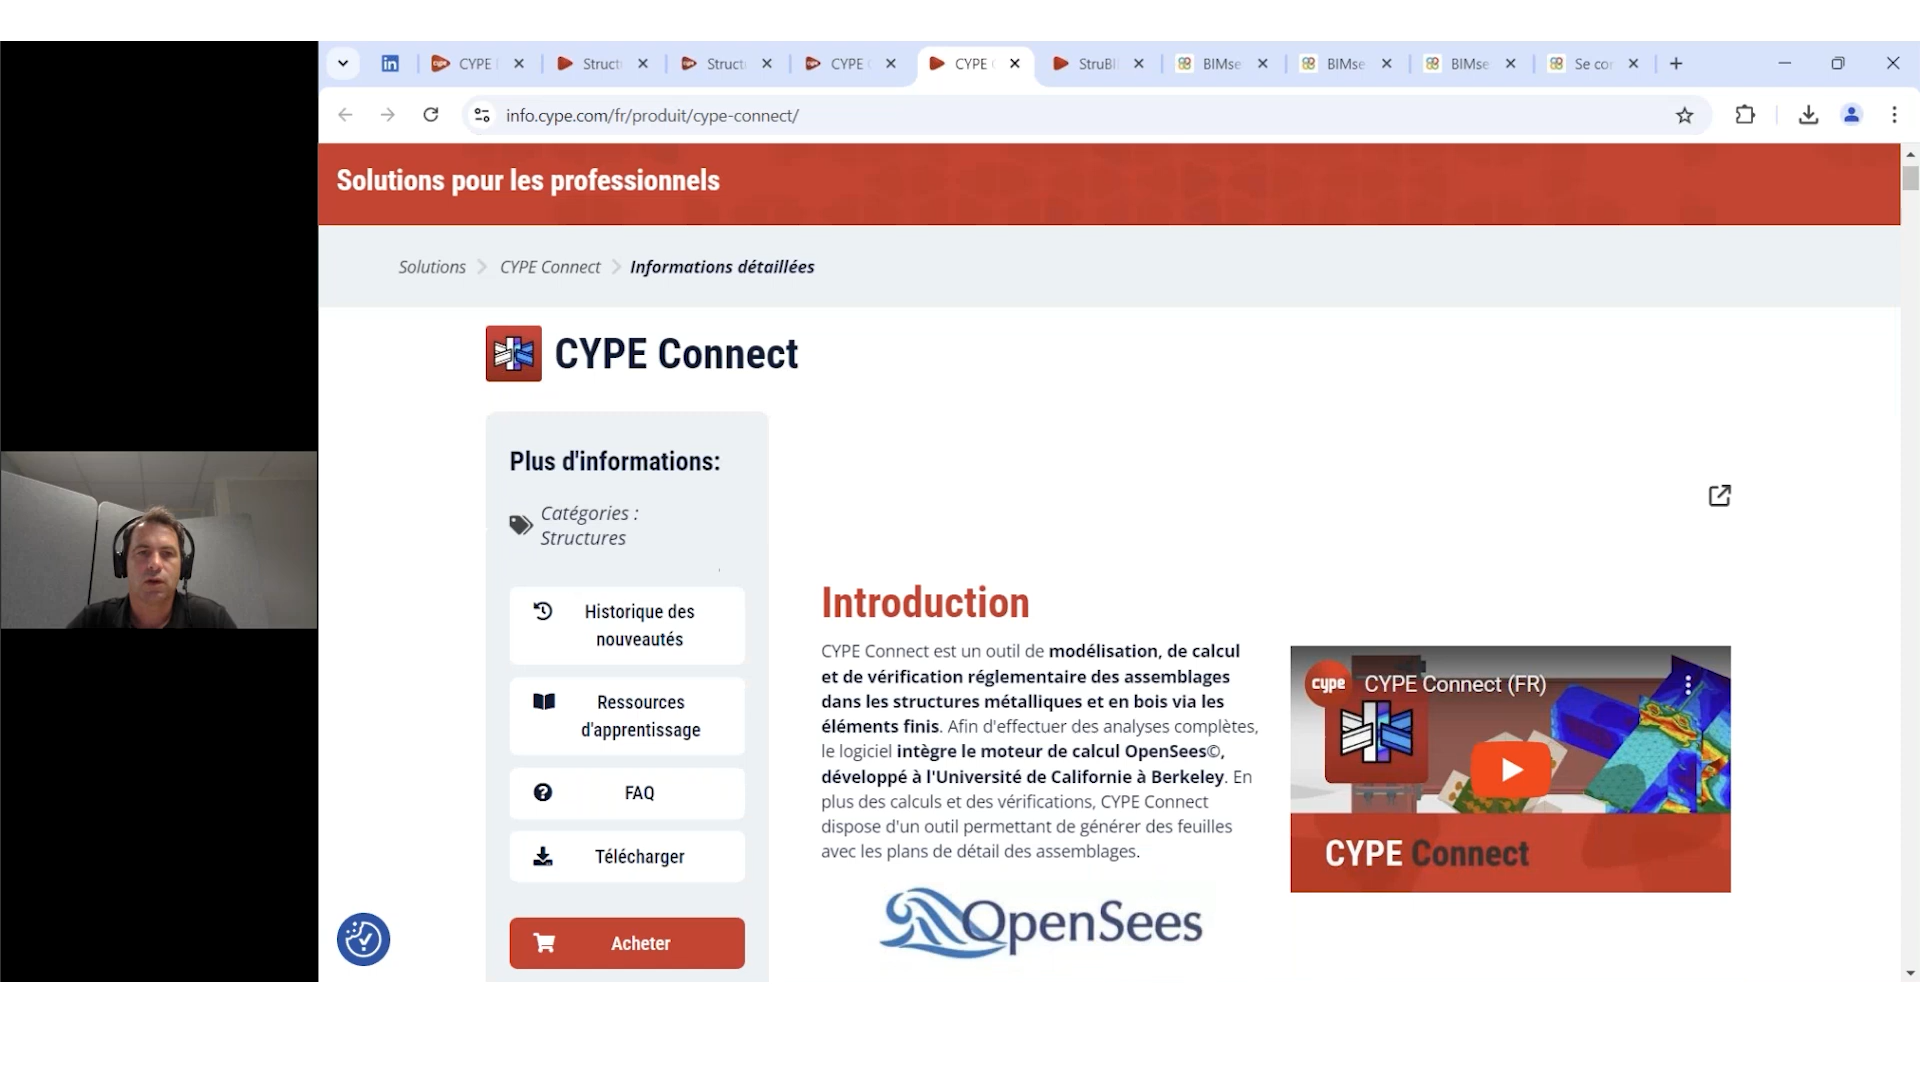 CYPE
Struct
Struct
CYPE
CYPE
StruBI
BIMse
BIMse
BIMse
Se cor
info.cype.com/fr/produit/cype-connect/
Solutions pour les professionnels
Solutions
CYPE Connect
Informations détaillées
CYPE Connect
Plus d'informations:
Catégories :
Structures
Historique des
nouveautés
Ressources
d'apprentissage
FAQ
Télécharger
Acheter
Introduction
CYPE Connect est un outil de modélisation, de calcul
et de vérification réglementaire des assemblages
dans les structures métalliques et en bois via les
éléments finis. Afin d'effectuer des analyses complètes,
le logiciel intègre le moteur de calcul OpenSees©,
développé à l'Université de Californie à Berkeley. En
plus des calculs et des vérifications, CYPE Connect
dispose d'un outil permettant de générer des feuilles
avec les plans de détail des assemblages.
OpenSees
cype
CYPE Connect (FR)
CYPE Connect